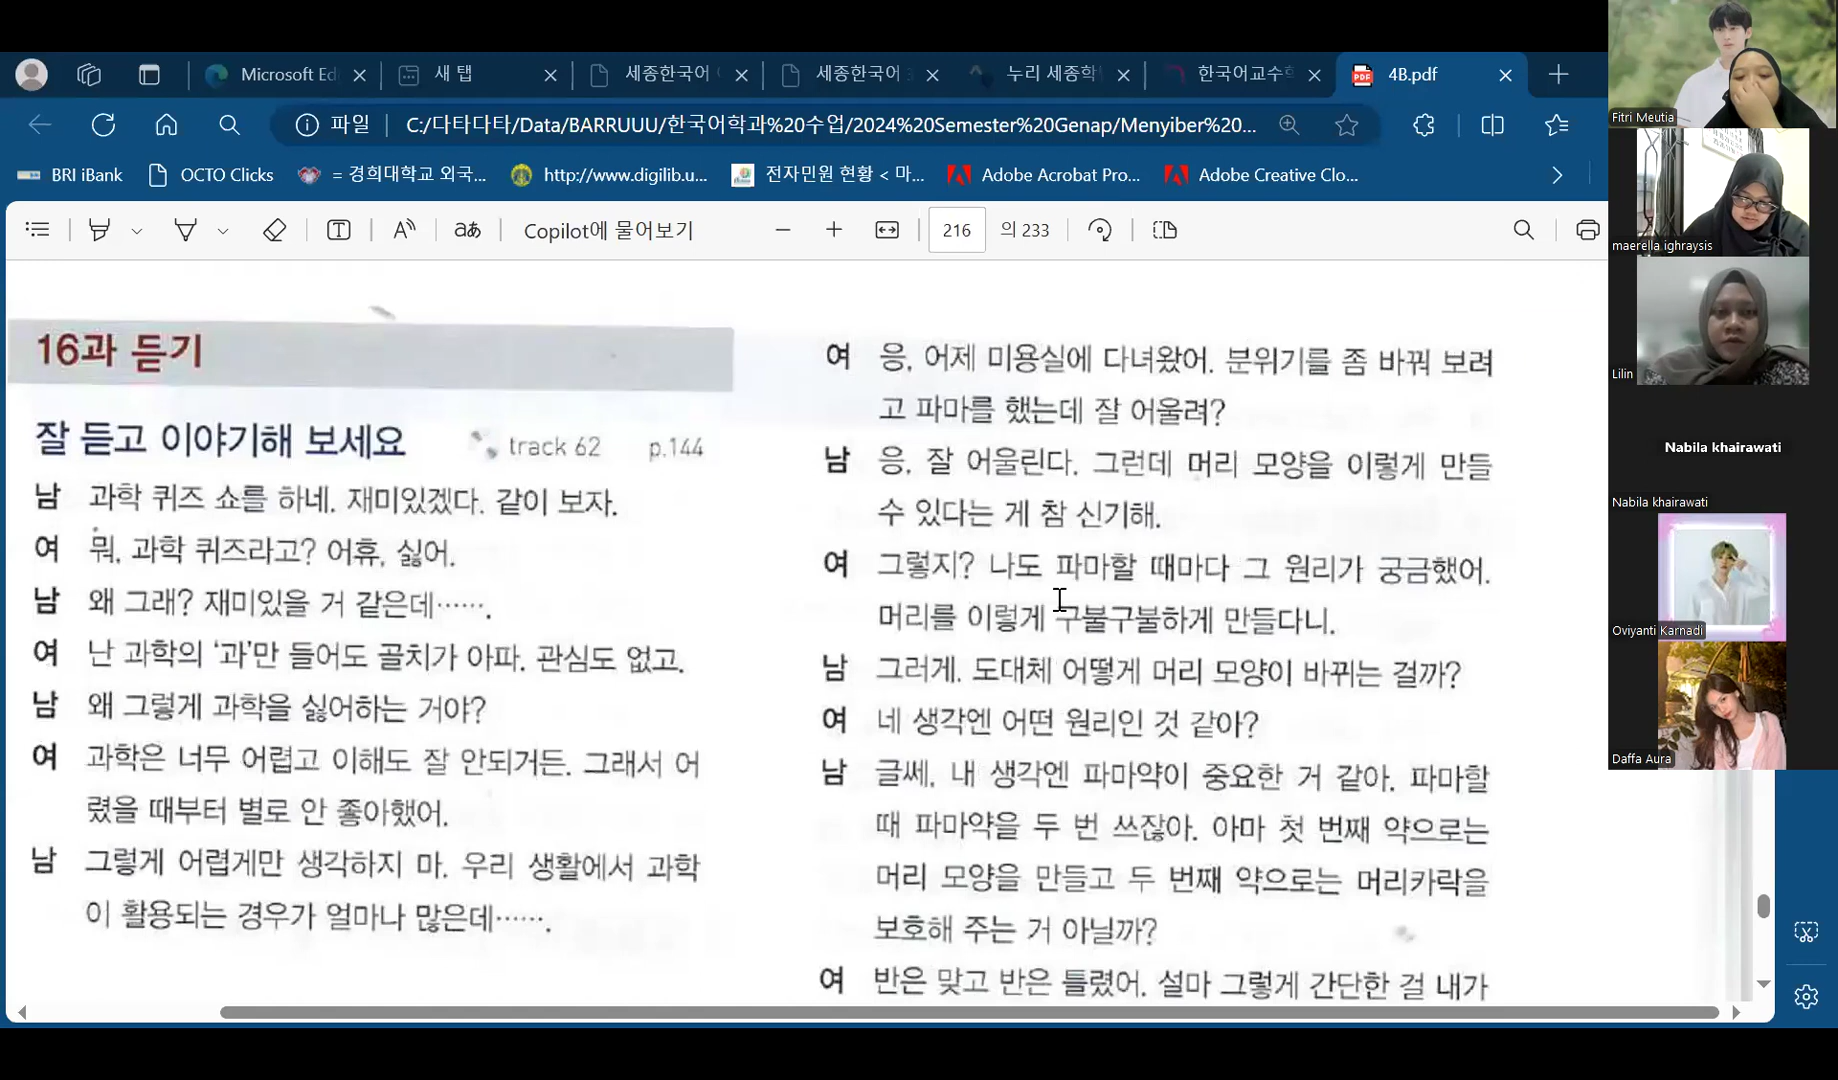 Microsoft Ed
새 탭
세종한국어
세종한국어 3
누리 세종학
한국어교수학
4B.pdf
파일
C:/다타다타/Data/BARRUUU/한국어학과%20수업/2024%20Semester%20Genap/Menyiber%20...
BRI iBank
OCTO Clicks
= 경희대학교 외국...
http://www.digilib.u...
전자민원 현황 < 마...
Adobe Acrobat Pro...
Adobe Creative Clo...
aあ
Copilot에 물어보기
216 의 233
16과 듣기
잘 듣고 이야기해 보세요 track 62 p.144
남 과학 퀴즈 쇼를 하네. 재미있겠다. 같이 보자.
여 뭐, 과학 퀴즈라고? 어휴, 싫어.
남 왜 그래? 재미있을 거 같은데…….
여 난 과학의 ‘과’만 들어도 골치가 아파. 관심도 없고.
남 왜 그렇게 과학을 싫어하는 거야?
여 과학은 너무 어렵고 이해도 잘 안되거든. 그래서 어
렸을 때부터 별로 안 좋아했어.
남 그렇게 어렵게만 생각하지 마. 우리 생활에서 과학
이 활용되는 경우가 얼마나 많은데…….
여 응, 어제 미용실에 다녀왔어. 분위기를 좀 바꿔 보려
고 파마를 했는데 잘 어울려?
남 응, 잘 어울린다. 그런데 머리 모양을 이렇게 만들
수 있다는 게 참 신기해.
여 그렇지? 나도 파마할 때마다 그 원리가 궁금했어.
머리를 이렇게 구불구불하게 만들다니.
남 그러게. 도대체 어떻게 머리 모양이 바뀌는 걸까?
여 네 생각엔 어떤 원리인 것 같아?
남 글쎄, 내 생각엔 파마약이 중요한 거 같아. 파마할
때 파마약을 두 번 쓰잖아. 아마 첫 번째 약으로는
머리 모양을 만들고 두 번째 약으로는 머리카락을
보호해 주는 거 아닐까?
여 반은 맞고 반은 틀렸어. 설마 그렇게 간단한 걸 내가
Fitri Meutia
maerella ighraysis
Lilin
Nabila khairawati
Nabila khairawati
Oviyanti Karnadi
Daffa Aura